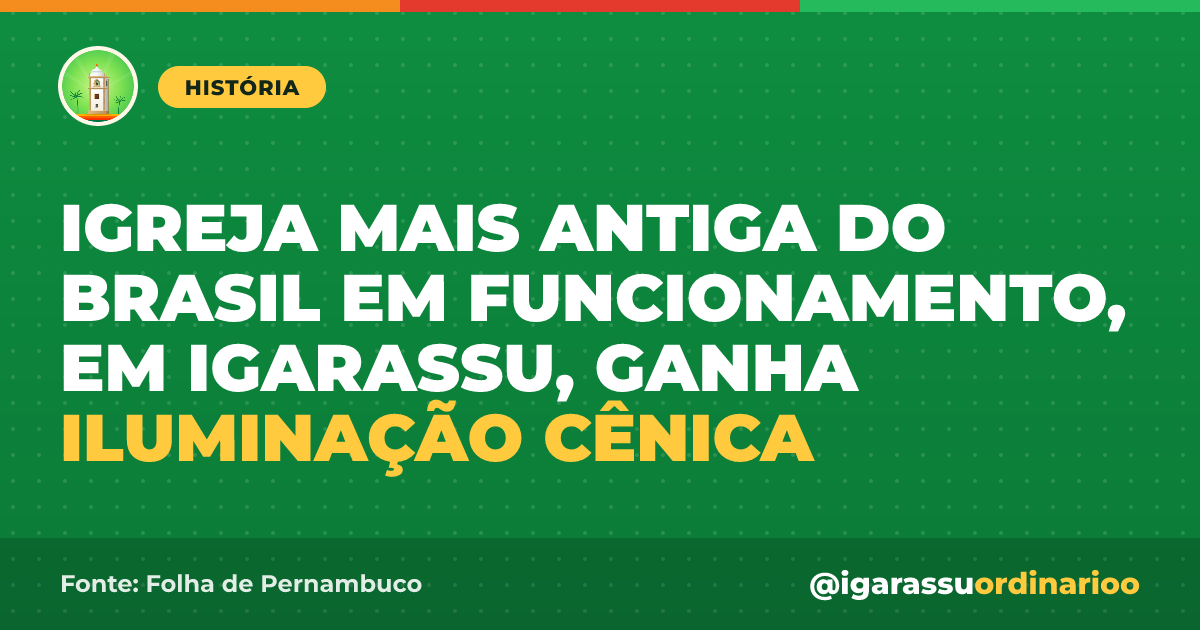 HISTÓRIA
IGREJA MAIS ANTIGA DO
BRASIL EM FUNCIONAMENTO,
EM IGARASSU, GANHA
ILUMINAÇÃO CÊNICA
Fonte: Folha de Pernambuco
@igarassuordinarioo